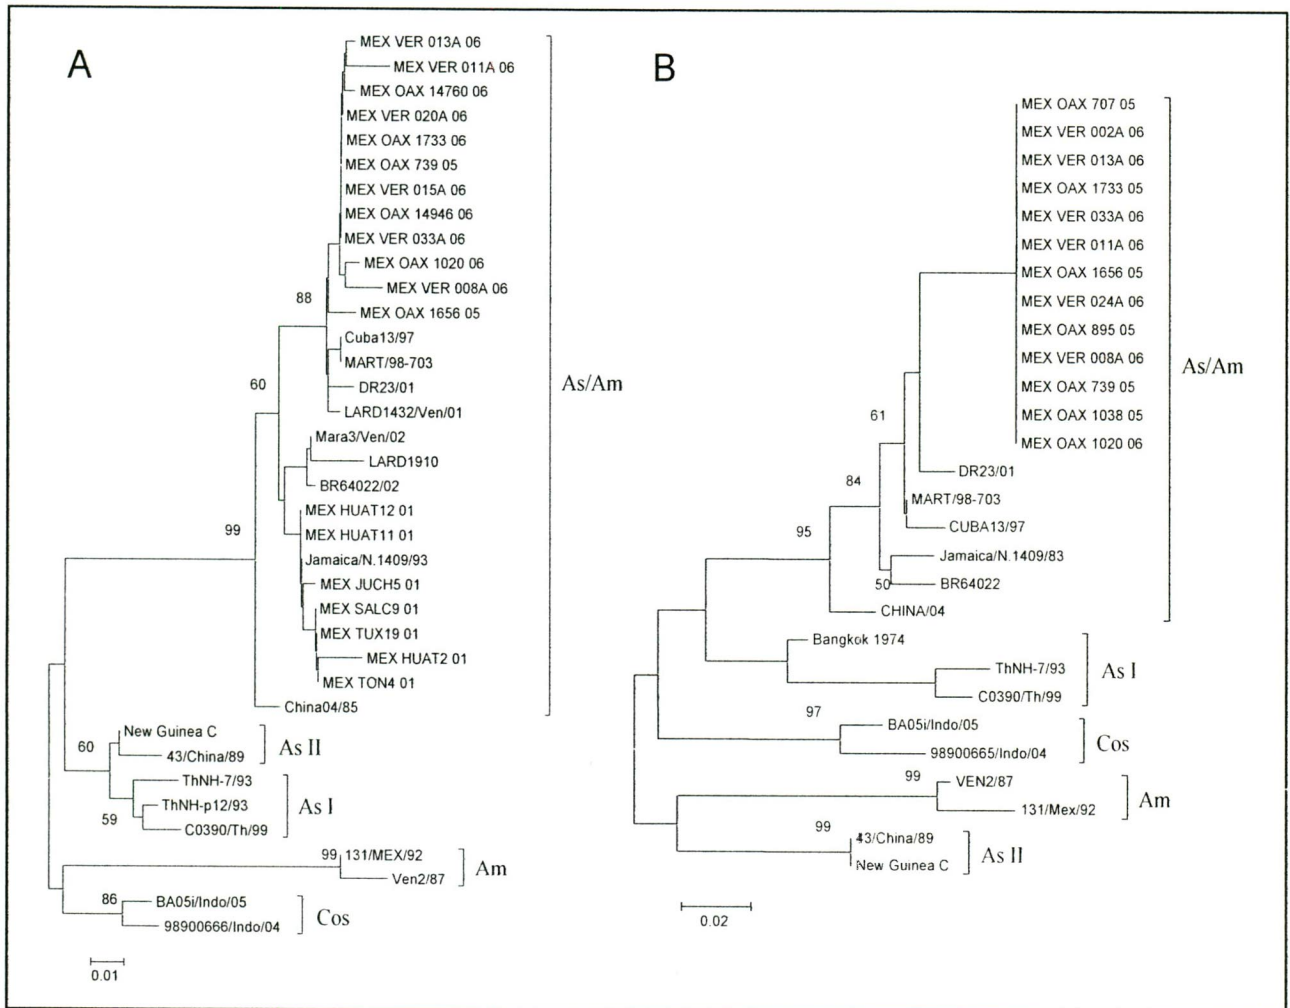 A
MEX VER 013A 06
MEX VER 011A 06
MEX OAX 14760 06
MEX VER 020A 06
MEX OAX 1733 06
MEX OAX 739 05
MEX VER 015A 06
MEX OAX 14946 06
MEX VER 033A 06
MEX OAX 1020 06
MEX VER 008A 06
88
MEX OAX 1656 05
Cuba13/97
MART/98-703
60
DR23/01
As/Am
LARD1432/Ven/01
Mara3/Ven/02
LARD1910
BR64022/02
MEX HUAT12 01
99
MEX HUAT11 01
Jamaica/N.1409/93
MEX JUCH5 01
MEX SALC9 01
MEX TUX19 01
MEX HUAT2 01
MEX TON4 01
China04/85
New Guinea C
60
As II
43/China/89
ThNH-7/93
ThNH-p12/93
As I
59
C0390/Th/99
99
131/MEX/92
Am
Ven2/87
86
BA05i/Indo/05
Cos
98900666/Indo/04
0.01
B
MEX OAX 707 05
MEX VER 002A 06
MEX VER 013A 06
MEX OAX 1733 05
MEX VER 033A 06
MEX VER 011A 06
MEX OAX 1656 05
MEX VER 024A 06
MEX OAX 895 05
MEX VER 008A 06
As/Am
MEX OAX 739 05
61
MEX OAX 1038 05
MEX OAX 1020 06
DR23/01
84
MART/98-703
CUBA13/97
95
Jamaica/N.1409/83
50
BR64022
CHINA/04
Bangkok 1974
ThNH-7/93
As I
C0390/Th/99
97
BA05i/Indo/05
Cos
98900665/Indo/04
99
VEN2/87
Am
131/Mex/92
99
43/China/89
As II
New Guinea C
0.02